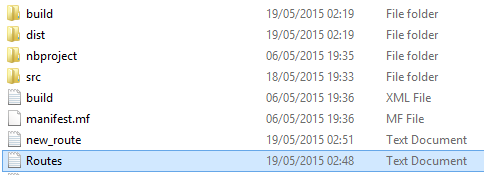 build 19/05/2015 02:19 File folder
dist 19/05/2015 02:19 File folder
nbproject 06/05/2015 19:35 File folder
src 18/05/2015 19:33 File folder
build 06/05/2015 19:36 XML File
manifest.mf 06/05/2015 19:36 MF File
new_route 19/05/2015 02:51 Text Document
Routes 19/05/2015 02:48 Text Document